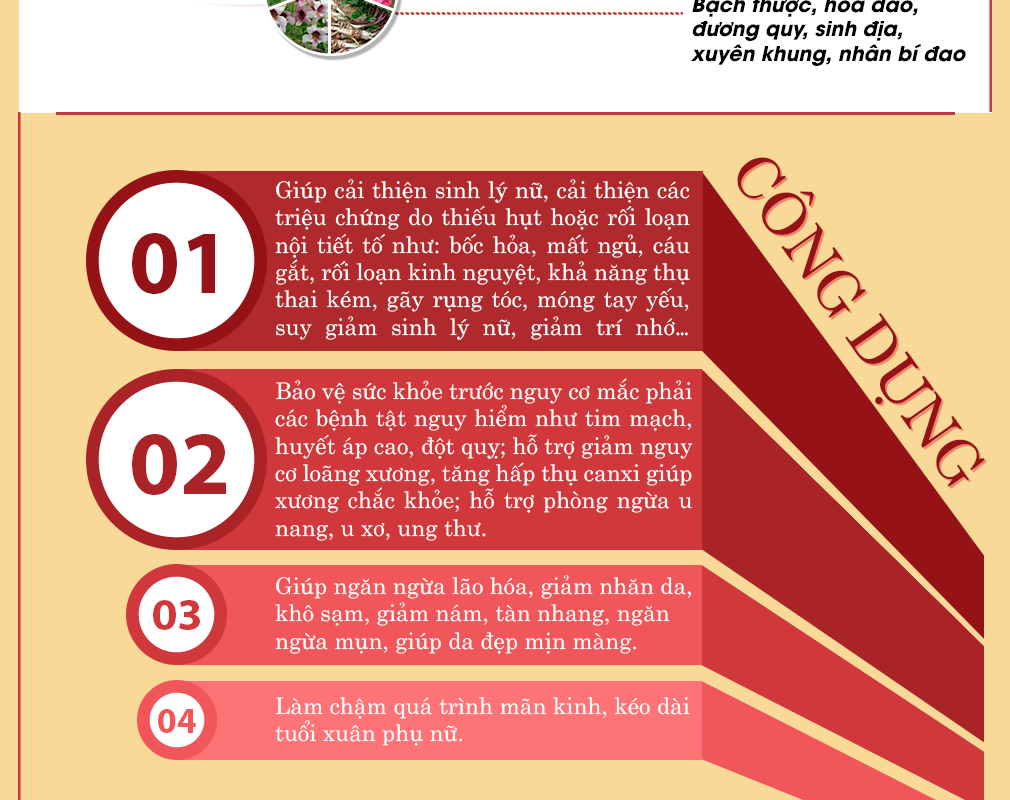 Bạch thược, hoa đào,
đương quy, sinh địa,
xuyên khung, nhân bí đao
CÔNG DỤNG
01
Giúp cải thiện sinh lý nữ, cải thiện các
triệu chứng do thiếu hụt hoặc rối loạn
nội tiết tố như: bốc hỏa, mất ngủ, cáu
gắt, rối loạn kinh nguyệt, khả năng thụ
thai kém, gãy rụng tóc, móng tay yếu,
suy giảm sinh lý nữ, giảm trí nhớ...
02
Bảo vệ sức khỏe trước nguy cơ mắc phải
các bệnh tật nguy hiểm như tim mạch,
huyết áp cao, đột quỵ; hỗ trợ giảm nguy
cơ loãng xương, tăng hấp thụ canxi giúp
xương chắc khỏe; hỗ trợ phòng ngừa u
nang, u xơ, ung thư.
03
Giúp ngăn ngừa lão hóa, giảm nhăn da,
khô sạm, giảm nám, tàn nhang, ngăn
ngừa mụn, giúp da đẹp mịn màng.
04
Làm chậm quá trình mãn kinh, kéo dài
tuổi xuân phụ nữ.